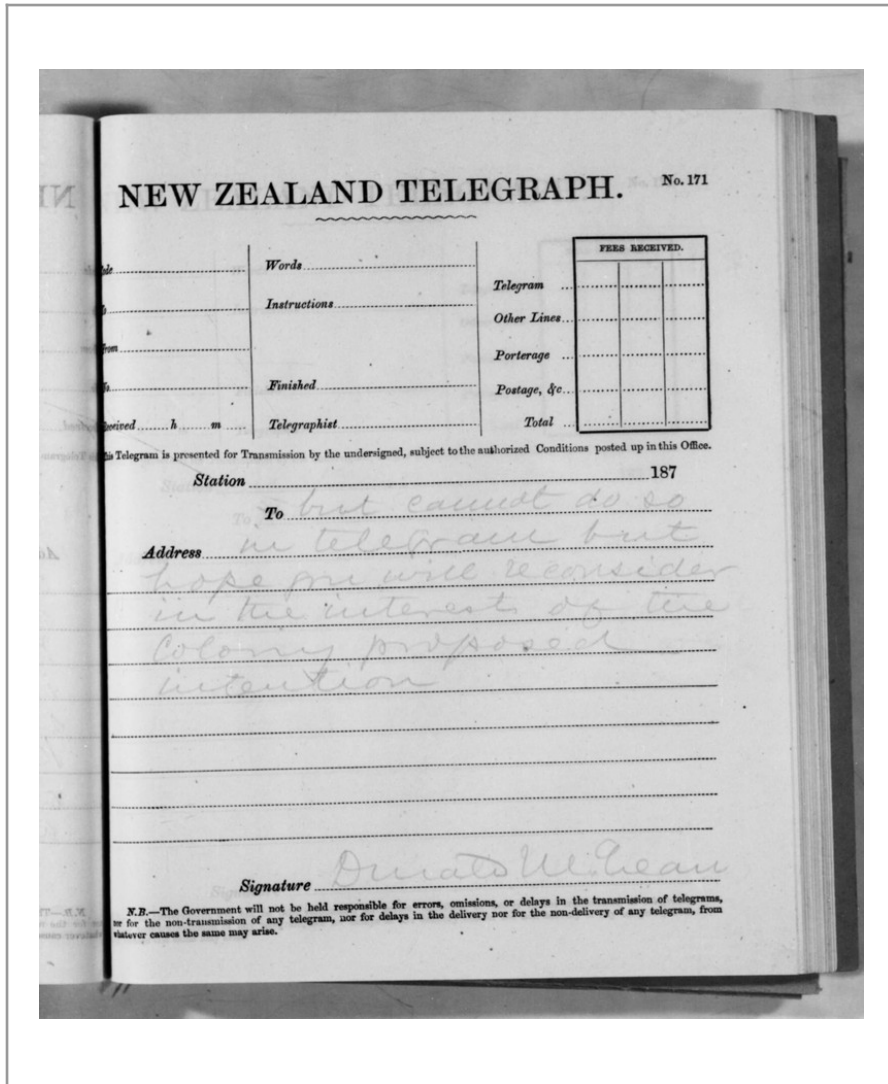 NEW ZEALAND TELEGRAPH. No. 171
FEES RECEIVED.
Words
Telegram
Instructions
Other Lines
Porterage
Finished
Postage, &c.
h m
Telegraphist
Total
Telegram is presented for Transmission by the undersigned, subject to the authorized Conditions posted up in this Office.
Station 187
To but cannot do so
Address in telegram but
hope you will reconsider
in the interests of the
Colony proposed
intention
Signature Donald McLean
N.B.—The Government will not be held responsible for errors, omissions, or delays in the transmission of telegrams,
or for the non-transmission of any telegram, nor for delays in the delivery nor for the non-delivery of any telegram, from
whatever causes the same may arise.